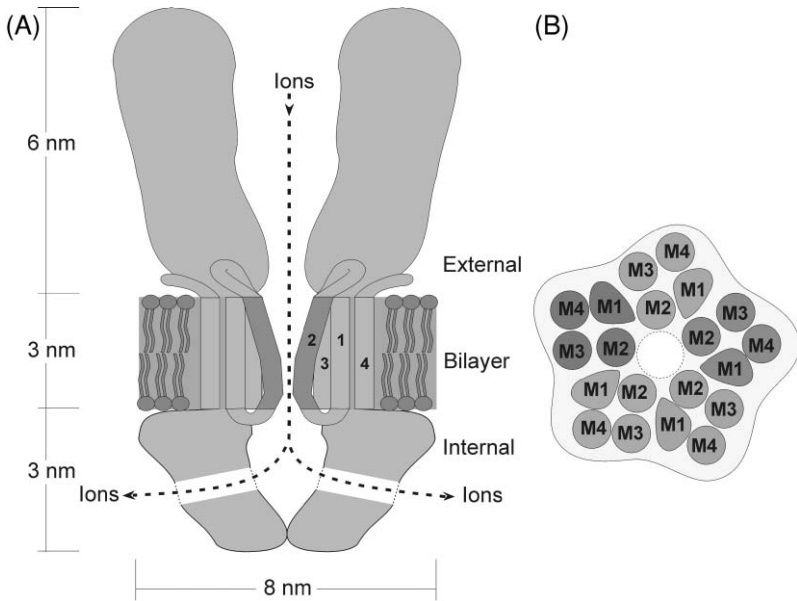 (A)
(B)
Ions
6 nm
External
3 nm
2
1
3
4
Bilayer
Internal
3 nm
Ions
Ions
8 nm
M4
M3
M1
M4
M1
M2
M3
M2
M4
M3
M2
M1
M1
M2
M2
M3
M4
M3
M1
M4